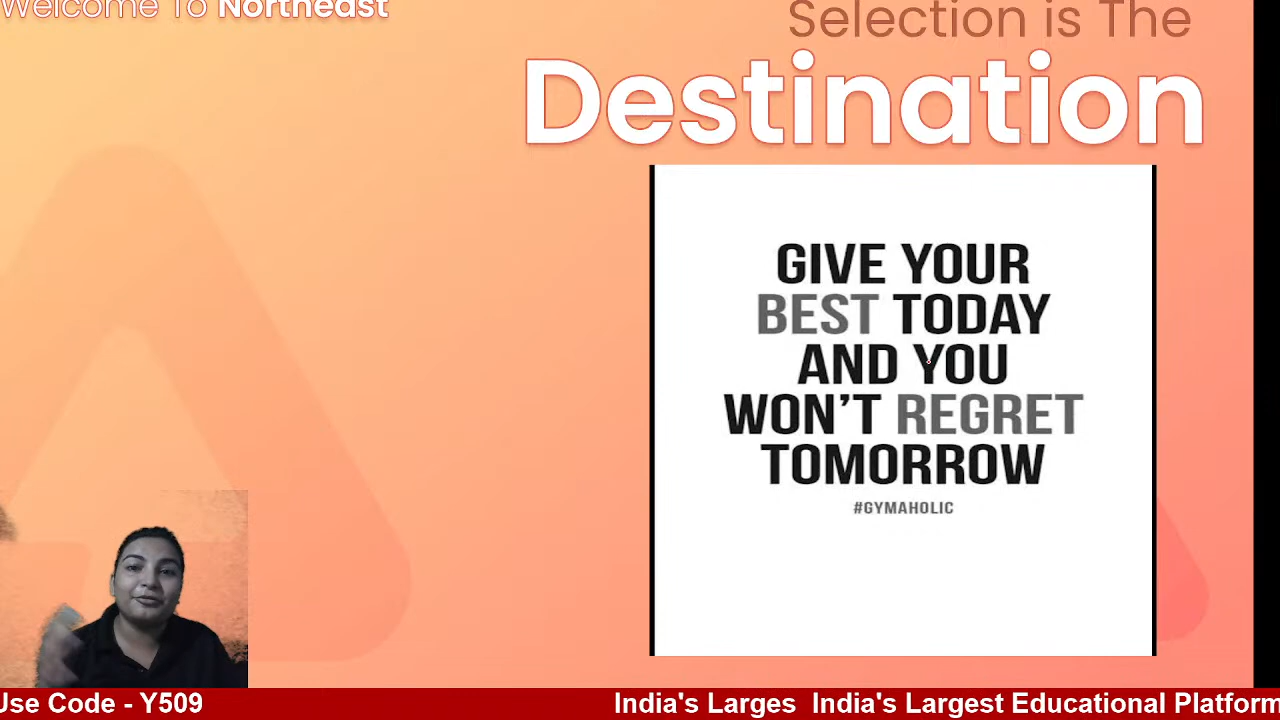 Welcome To Northeast
Selection is The
Destination
GIVE YOUR
BEST TODAY
AND YOU
WON'T REGRET
TOMORROW
#GYMAHOLIC
Use Code - Y509
India's Larges India's Largest Educational Platform